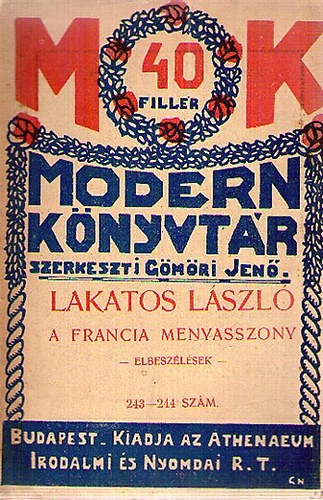 M K
40
FILLÉR
MODERN
KÖNYVTÁR
SZERKESZTI GÖMÖRI JENŐ.
LAKATOS LÁSZLÓ
A FRANCIA MENYASSZONY
— ELBESZÉLÉSEK —
243—244 SZÁM.
BUDAPEST_ KIADJA AZ ATHENAEUM
IRODALMI ÉS NYOMDAI R. T.